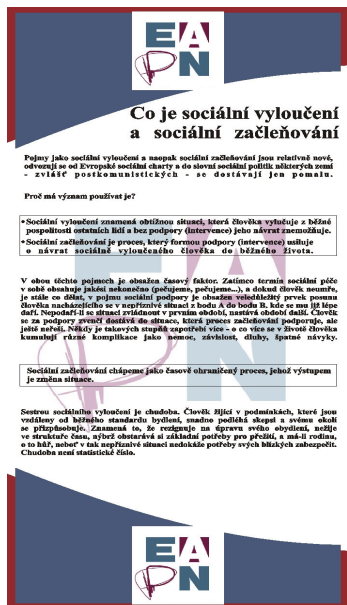 EA
PN
Co je sociální vyloučení
a sociální začleňování
Pojmy jako sociální vyloučení a naopak sociální začleňování jsou relativně nové,
odvozují se od Evropské sociální charty a do slovní sociální politik některých zemí
- zvlášť postkomunistických - se dostávají jen pomalu.
Proč má význam používat je?
• Sociální vyloučení znamená obtížnou situaci, která člověka vylučuje z běžné
pospolitosti ostatních lidí a bez podpory (intervence) jeho návrat znemožňuje.
• Sociální začleňování je proces, který formou podpory (intervence) usiluje
o návrat sociálně vyloučeného člověka do běžného života.
V obou těchto pojmech je obsažen časový faktor. Zatímco termín sociální péče
v sobě obsahuje jakési nekonečno (pečujeme, pečujeme...), a dokud člověk neumře,
je stále co dělat, v pojmu sociální podpory je obsažen veledůležitý prvek posunu
člověka nacházejícího se v nepříznivé situaci z bodu A do bodu B, kde se mu již lépe
daří. Nepodaří-li se situaci zvládnout v prvním období, nastává období další. Člověk
se za podpory zvenčí dostává do situace, která proces začleňování podporuje, ale
ještě neřeší. Někdy je takových stupňů zapotřebí více - o co více se v životě člověka
kumulují různé komplikace jako nemoc, závislost, dluhy, špatné návyky.
Sociální začleňování chápeme jako časově ohraničený proces, jehož výstupem
je změna situace.
Sestrou sociálního vyloučení je chudoba. Člověk žijící v podmínkách, které jsou
vzdáleny od běžného standardu bydlení, snadno podléhá skepsi a svému okolí
se přizpůsobuje. Znamená to, že rezignuje na úpravu svého obydlení, nežije
ve struktuře času, nýbrž obstarává si základní potřeby pro přežití, a má-li rodinu,
o to hůř, neboť v tak nepříznivé situaci nedokáže potřeby svých blízkých zabezpečit.
Chudoba není statistické číslo.
EA
PN